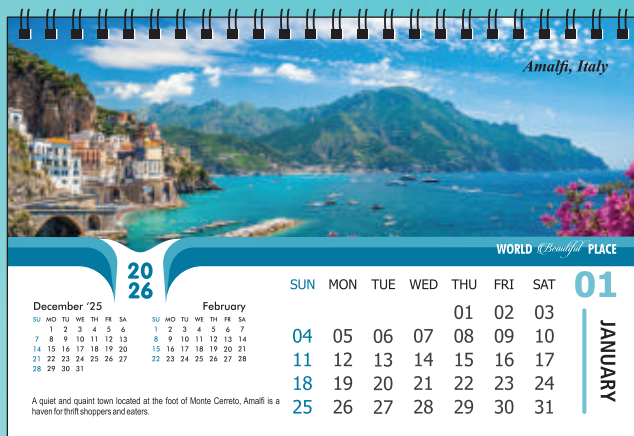 Amalfi, Italy
WORLD Beautiful PLACE
20
26
December '25
SU MO TU WE TH FR SA
1 2 3 4 5 6
7 8 9 10 11 12 13
14 15 16 17 18 19 20
21 22 23 24 25 26 27
28 29 30 31
February
SU MO TU WE TH FR SA
1 2 3 4 5 6 7
8 9 10 11 12 13 14
15 16 17 18 19 20 21
22 23 24 25 26 27 28
A quiet and quaint town located at the foot of Monte Cerreto, Amalfi is a
haven for thrift shoppers and eaters.
SUN MON TUE WED THU FRI SAT
01 02 03
04 05 06 07 08 09 10
11 12 13 14 15 16 17
18 19 20 21 22 23 24
25 26 27 28 29 30 31
01
JANUARY